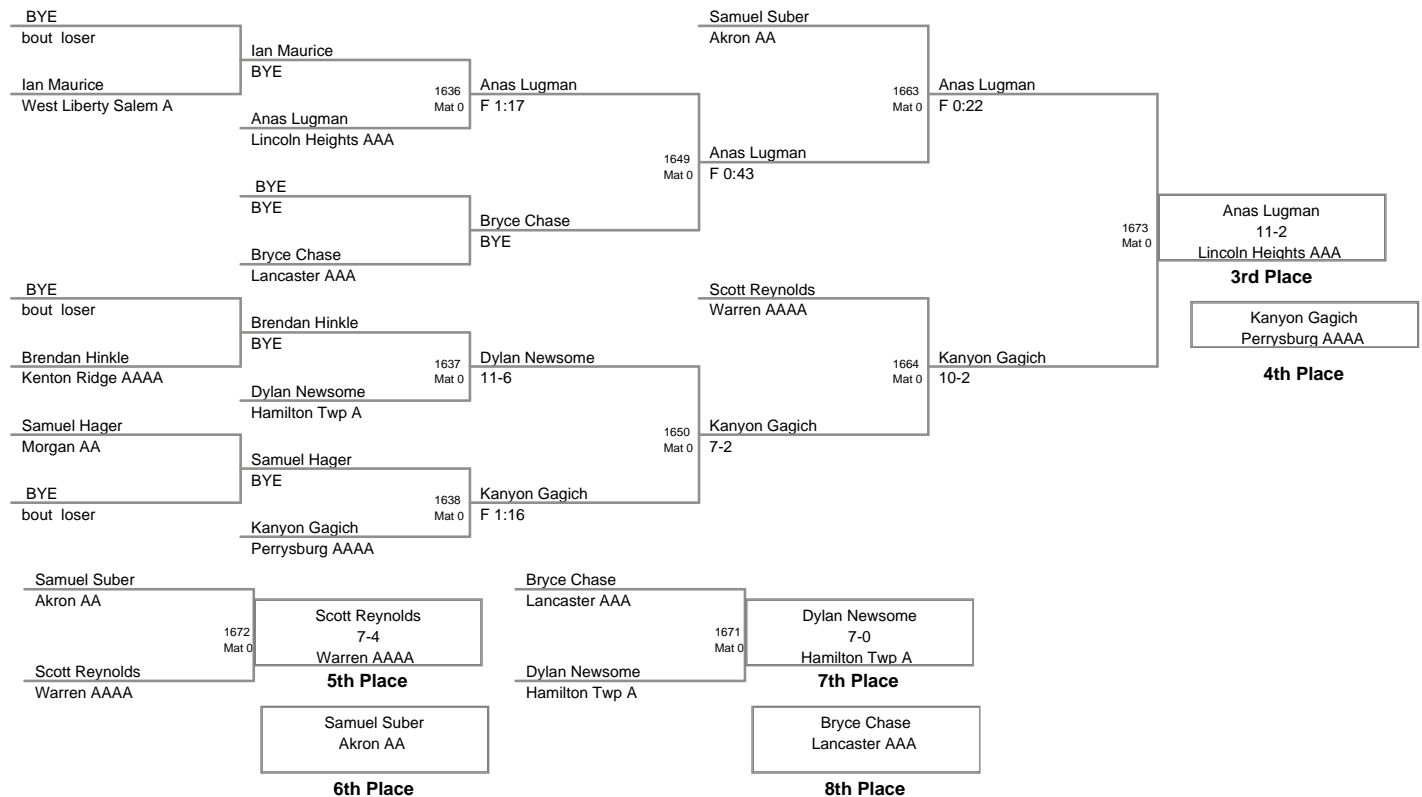 BYE
bout loser
Ian Maurice
West Liberty Salem A
Ian Maurice
BYE
1636
Mat 0
Anas Lugman
Lincoln Heights AAA
Anas Lugman
F 1:17
BYE
BYE
Bryce Chase
Lancaster AAA
Bryce Chase
BYE
1649
Mat 0
Anas Lugman
F 0:43
Samuel Suber
Akron AA
1663
Mat 0
Anas Lugman
F 0:22
BYE
bout loser
Brendan Hinkle
Kenton Ridge AAAA
Brendan Hinkle
BYE
1637
Mat 0
Dylan Newsome
Hamilton Twp A
Dylan Newsome
11-6
Samuel Hager
Morgan AA
BYE
bout loser
Samuel Hager
BYE
1638
Mat 0
Kanyon Gagich
Perrysburg AAAA
Kanyon Gagich
F 1:16
1650
Mat 0
Kanyon Gagich
7-2
Scott Reynolds
Warren AAAA
1664
Mat 0
Kanyon Gagich
10-2
1673
Mat 0
Anas Lugman
11-2
Lincoln Heights AAA
3rd Place
Kanyon Gagich
Perrysburg AAAA
4th Place
Samuel Suber
Akron AA
1672
Mat 0
Scott Reynolds
Warren AAAA
Scott Reynolds
7-4
Warren AAAA
5th Place
Samuel Suber
Akron AA
6th Place
Bryce Chase
Lancaster AAA
1671
Mat 0
Dylan Newsome
Hamilton Twp A
Dylan Newsome
7-0
Hamilton Twp A
7th Place
Bryce Chase
Lancaster AAA
8th Place